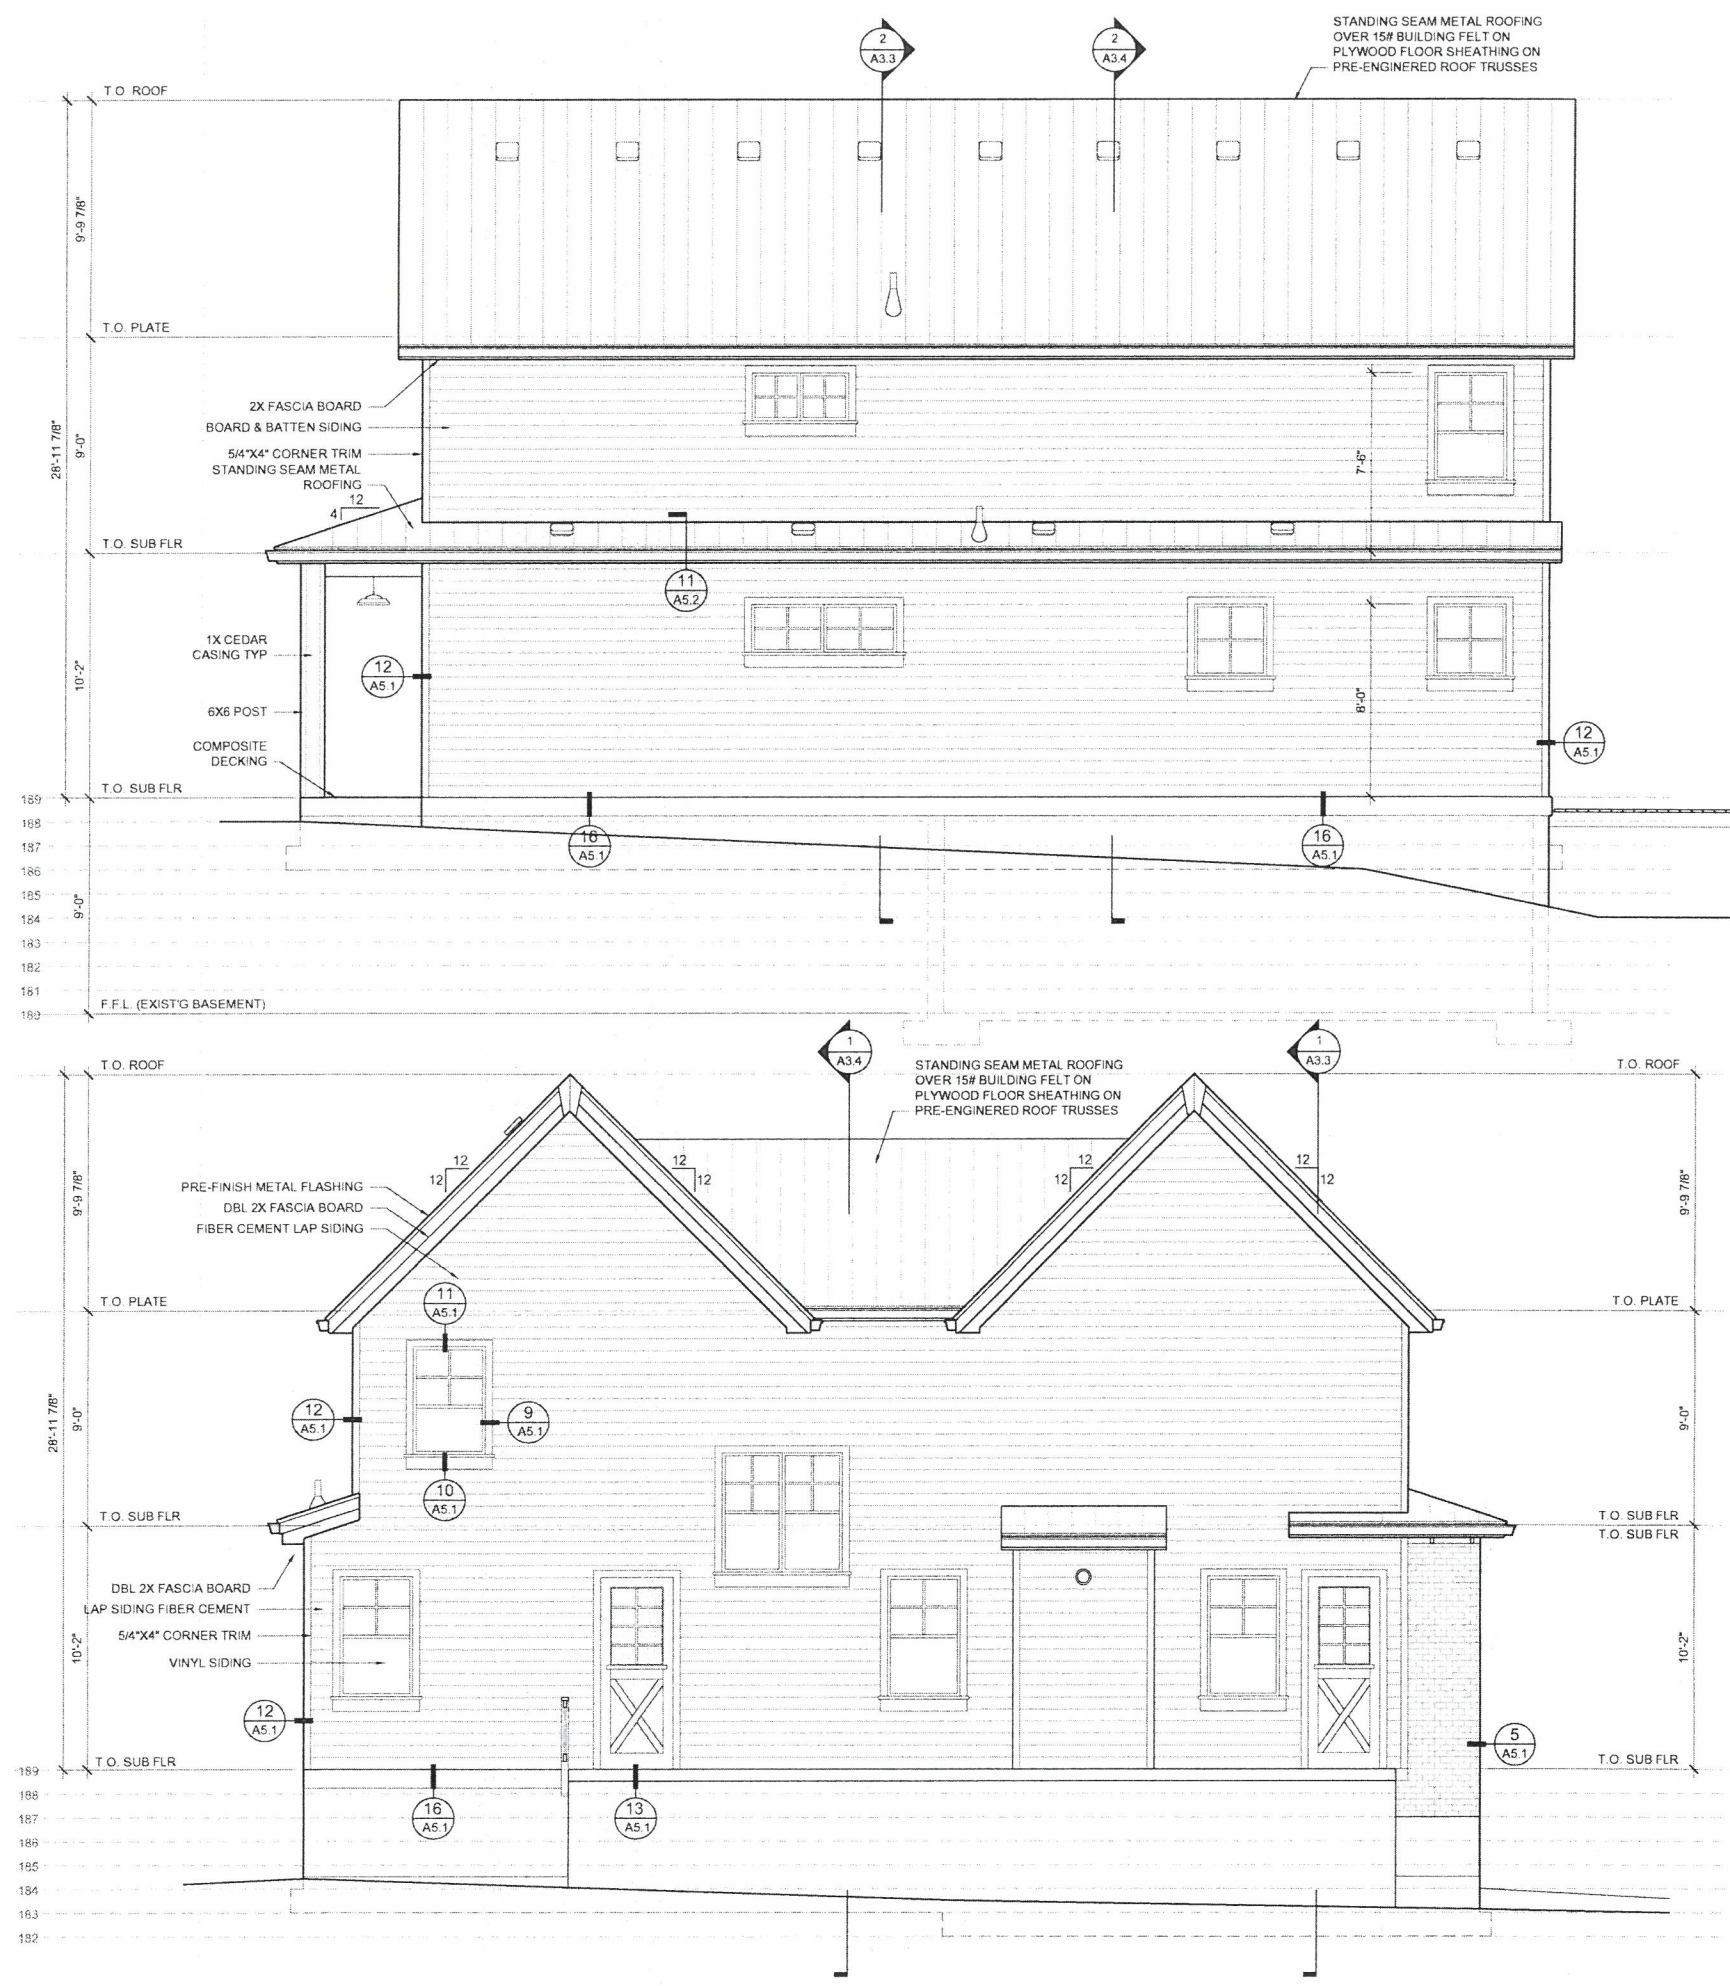 2
A3.3
2
A3.4
STANDING SEAM METAL ROOFING
OVER 15# BUILDING FELT ON
PLYWOOD FLOOR SHEATHING ON
PRE-ENGINERED ROOF TRUSSES
T.O. ROOF
9'-9 7/8"
T.O. PLATE
28'-11 7/8"
9'-0"
2X FASCIA BOARD
BOARD & BATTEN SIDING
5/4"X4" CORNER TRIM
STANDING SEAM METAL
ROOFING
12
4
7'-6"
T.O. SUB FLR
11
A5.2
10'-2"
1X CEDAR
CASING TYP
12
A5.1
6X6 POST
8'-0"
COMPOSITE
DECKING
12
A5.1
T.O. SUB FLR
189
188
187
186
185
184
183
182
181
180
16
A5.1
16
A5.1
9'-0"
F.F.L. (EXIST'G BASEMENT)
1
A3.4
1
A3.3
STANDING SEAM METAL ROOFING
OVER 15# BUILDING FELT ON
PLYWOOD FLOOR SHEATHING ON
PRE-ENGINERED ROOF TRUSSES
T.O. ROOF
T.O. ROOF
12
12
12
12
12
12
12
12
9'-9 7/8"
9'-9 7/8"
PRE-FINISH METAL FLASHING
DBL 2X FASCIA BOARD
FIBER CEMENT LAP SIDING
T.O. PLATE
T.O. PLATE
11
A5.1
12
A5.1
9
A5.1
10
A5.1
28'-11 7/8"
9'-0"
9'-0"
T.O. SUB FLR
T.O. SUB FLR
T.O. SUB FLR
DBL 2X FASCIA BOARD
LAP SIDING FIBER CEMENT
5/4"X4" CORNER TRIM
VINYL SIDING
10'-2"
10'-2"
12
A5.1
5
A5.1
T.O. SUB FLR
T.O. SUB FLR
189
188
187
186
185
184
183
182
16
A5.1
13
A5.1